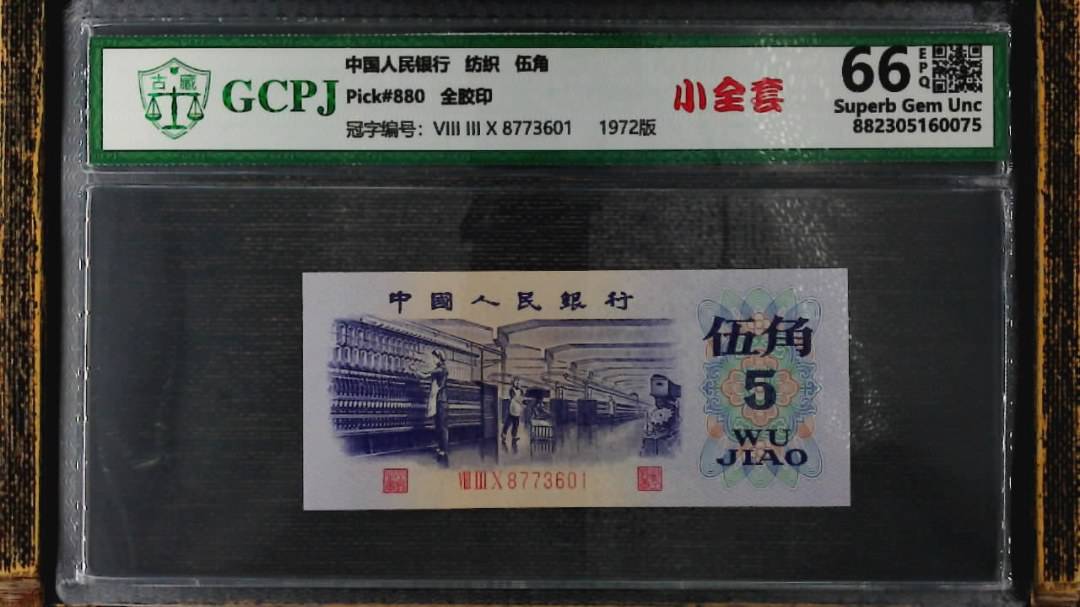 古藏
GCPJ
中国人民银行 纺织 伍角
Pick#880 全胶印
冠字编号：VIII III X 8773601 1972版
小全套
66 EPQ
Superb Gem Unc
882305160075
中國人民銀行
伍角
5
WU
JIAO
VIII III X 8773601